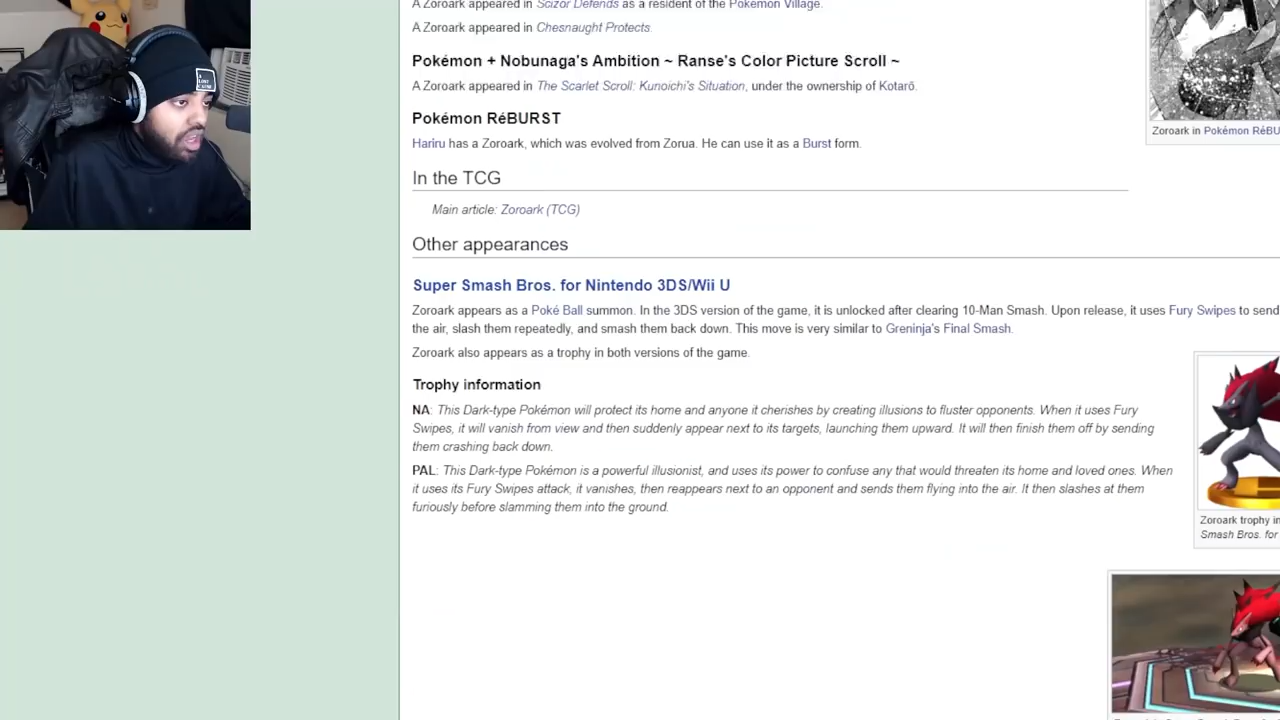 A Zoroark appeared in Scizor Defends as a resident of the Pokémon Village.
A Zoroark appeared in Chesnaught Protects.
Pokémon + Nobunaga's Ambition ~ Ranse's Color Picture Scroll ~
A Zoroark appeared in The Scarlet Scroll: Kunoichi's Situation, under the ownership of Kotarō.
Pokémon RéBURST
Zoroark in Pokémon RéBU
Hariru has a Zoroark, which was evolved from Zorua. He can use it as a Burst form.
In the TCG
Main article: Zoroark (TCG)
Other appearances
Super Smash Bros. for Nintendo 3DS/Wii U
Zoroark appears as a Poké Ball summon. In the 3DS version of the game, it is unlocked after clearing 10-Man Smash. Upon release, it uses Fury Swipes to send
the air, slash them repeatedly, and smash them back down. This move is very similar to Greninja's Final Smash.
Zoroark also appears as a trophy in both versions of the game.
Trophy information
NA: This Dark-type Pokémon will protect its home and anyone it cherishes by creating illusions to fluster opponents. When it uses Fury
Swipes, it will vanish from view and then suddenly appear next to its targets, launching them upward. It will then finish them off by sending
them crashing back down.
PAL: This Dark-type Pokémon is a powerful illusionist, and uses its power to confuse any that would threaten its home and loved ones. When
it uses its Fury Swipes attack, it vanishes, then reappears next to an opponent and sends them flying into the air. It then slashes at them
furiously before slamming them into the ground.
Zoroark trophy in
Smash Bros. for